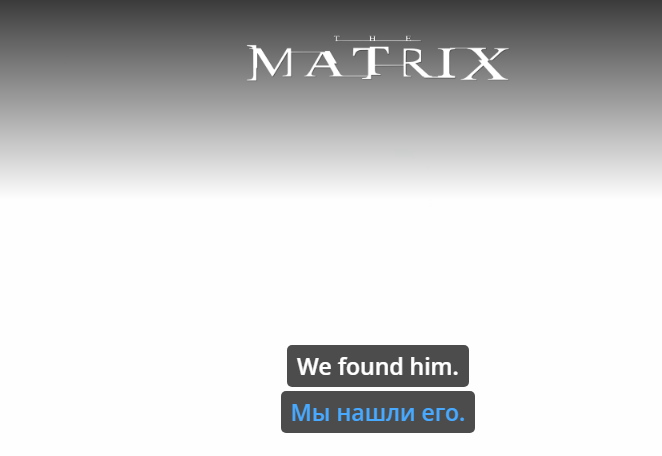 THE
MATRIX
We found him.
Мы нашли его.